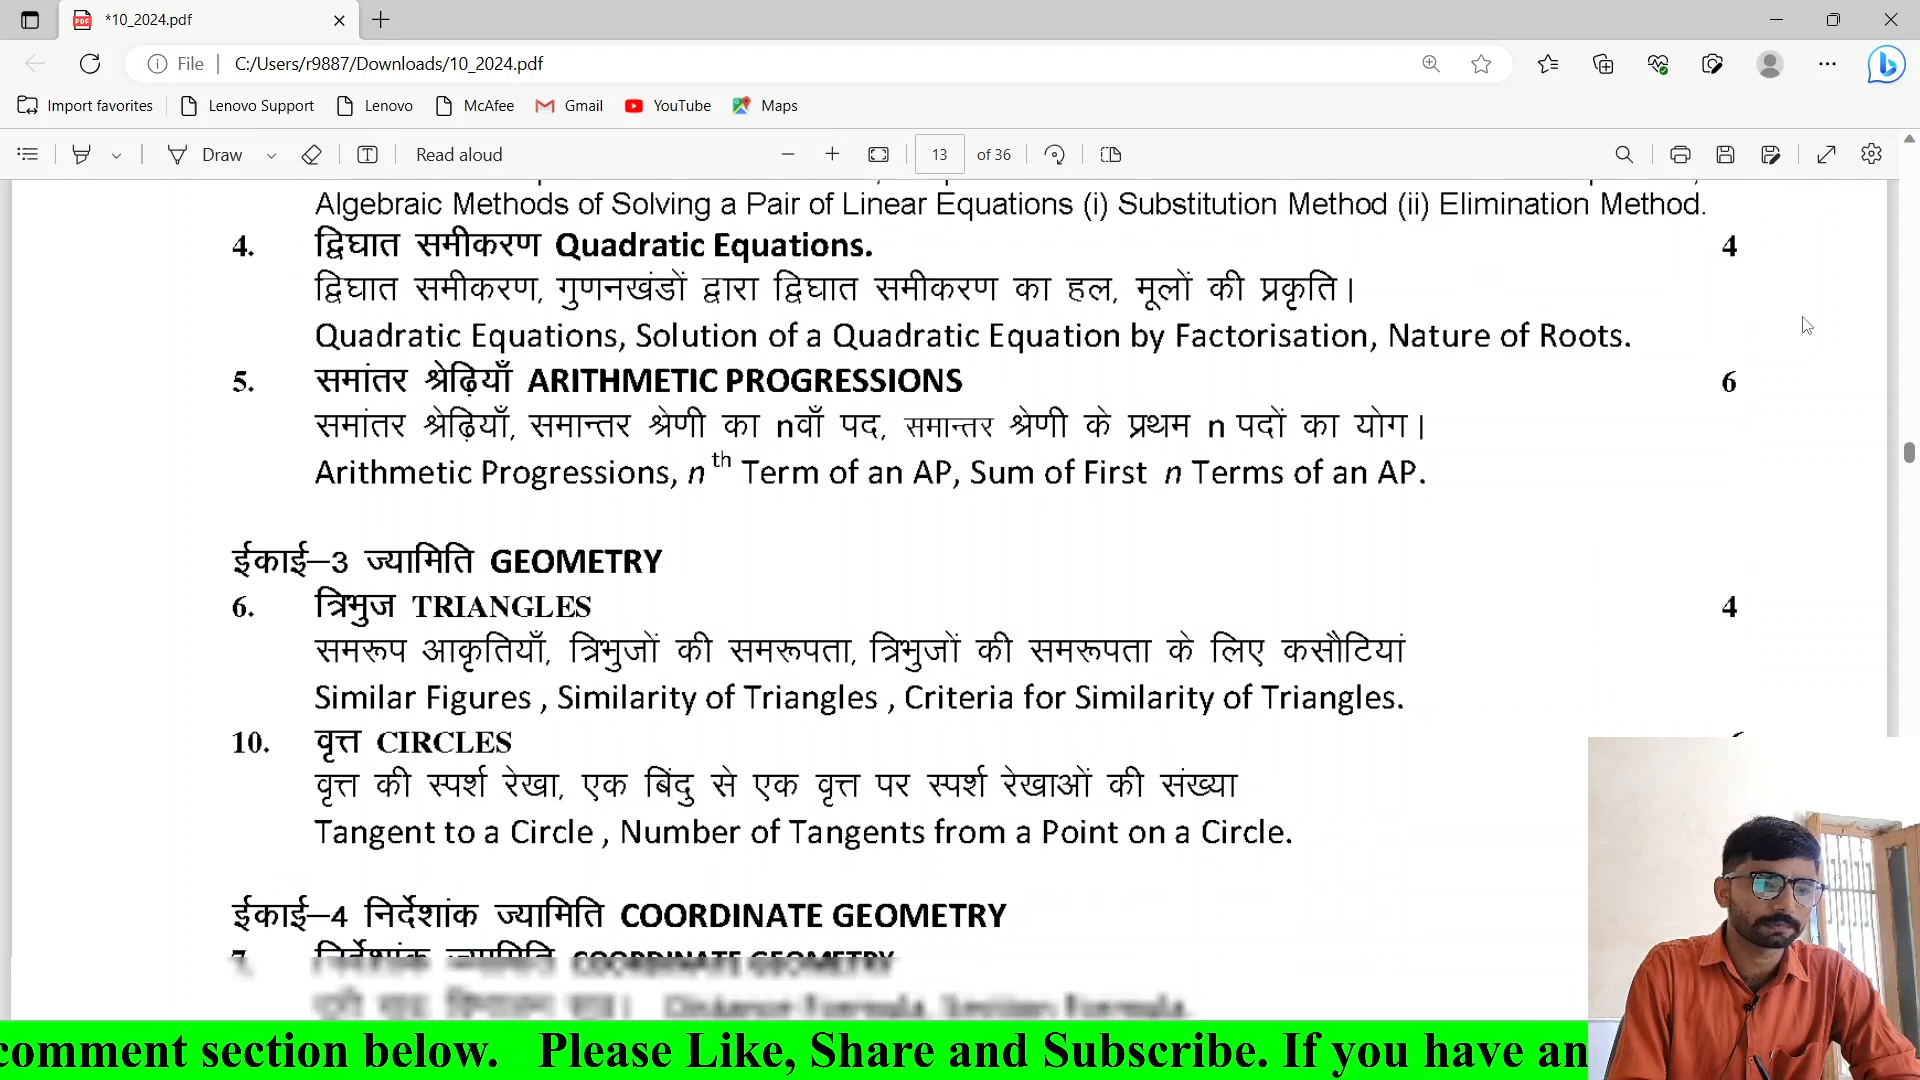 *10_2024.pdf
File C:/Users/r9887/Downloads/10_2024.pdf
Import favorites Lenovo Support Lenovo McAfee Gmail YouTube Maps
Draw Read aloud 13 of 36
Algebraic Methods of Solving a Pair of Linear Equations (i) Substitution Method (ii) Elimination Method.
4. द्विघात समीकरण Quadratic Equations. 4
द्विघात समीकरण, गुणनखंडों द्वारा द्विघात समीकरण का हल, मूलों की प्रकृति।
Quadratic Equations, Solution of a Quadratic Equation by Factorisation, Nature of Roots.
5. समांतर श्रेढ़ियाँ ARITHMETIC PROGRESSIONS 6
समांतर श्रेढ़ियाँ, समान्तर श्रेणी का nवाँ पद, समान्तर श्रेणी के प्रथम n पदों का योग।
Arithmetic Progressions, nth Term of an AP, Sum of First n Terms of an AP.
ईकाई–3 ज्यामिति GEOMETRY
6. त्रिभुज TRIANGLES 4
समरूप आकृतियाँ, त्रिभुजों की समरूपता, त्रिभुजों की समरूपता के लिए कसौटियां
Similar Figures , Similarity of Triangles , Criteria for Similarity of Triangles.
10. वृत्त CIRCLES
वृत्त की स्पर्श रेखा, एक बिंदु से एक वृत्त पर स्पर्श रेखाओं की संख्या
Tangent to a Circle , Number of Tangents from a Point on a Circle.
ईकाई–4 निर्देशांक ज्यामिति COORDINATE GEOMETRY
7. निर्देशांक ज्यामिति COORDINATE GEOMETRY
Distance Formula, Section Formula.
comment section below. Please Like, Share and Subscribe. If you have an